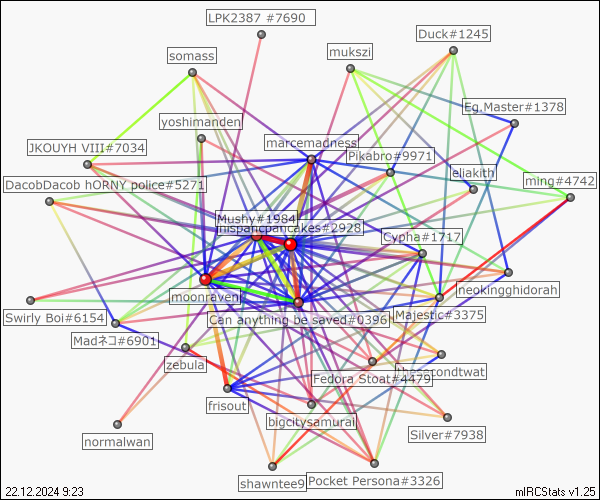 LPK2387 #7690
Duck#1245
mukszi
somass
Eg.Master#1378
yoshimanden
marcemadness
JKOUYH VIII#7034
Pikabro#9971
eljakith
ming#4742
DacobDacob hORNY police#5271
Mushy#1984
hispanicpancakes#2928
Cypha#1717
neokingghidorah
moonraven
Swirly Boi#6154
Can anything be saved#0396
Majestic#3375
Madネコ#6901
zebula
thesecondtwat
Fedora Stoat#4479
frisout
bigcitysamurai
Silver#7938
normalwan
shawntee9
Pocket Persona#3326
22.12.2024 9:23
mIRCStats v1.25